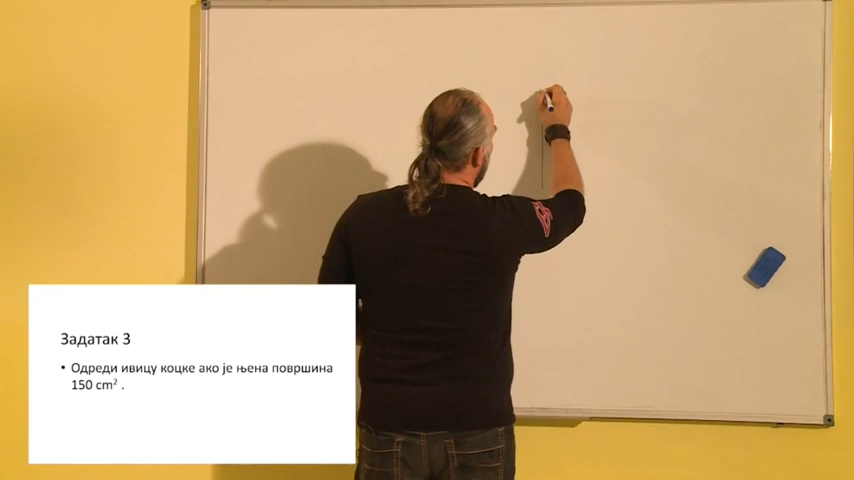 Задатак 3
• Одреди ивицу коцке ако је њена површина
150 cm² .